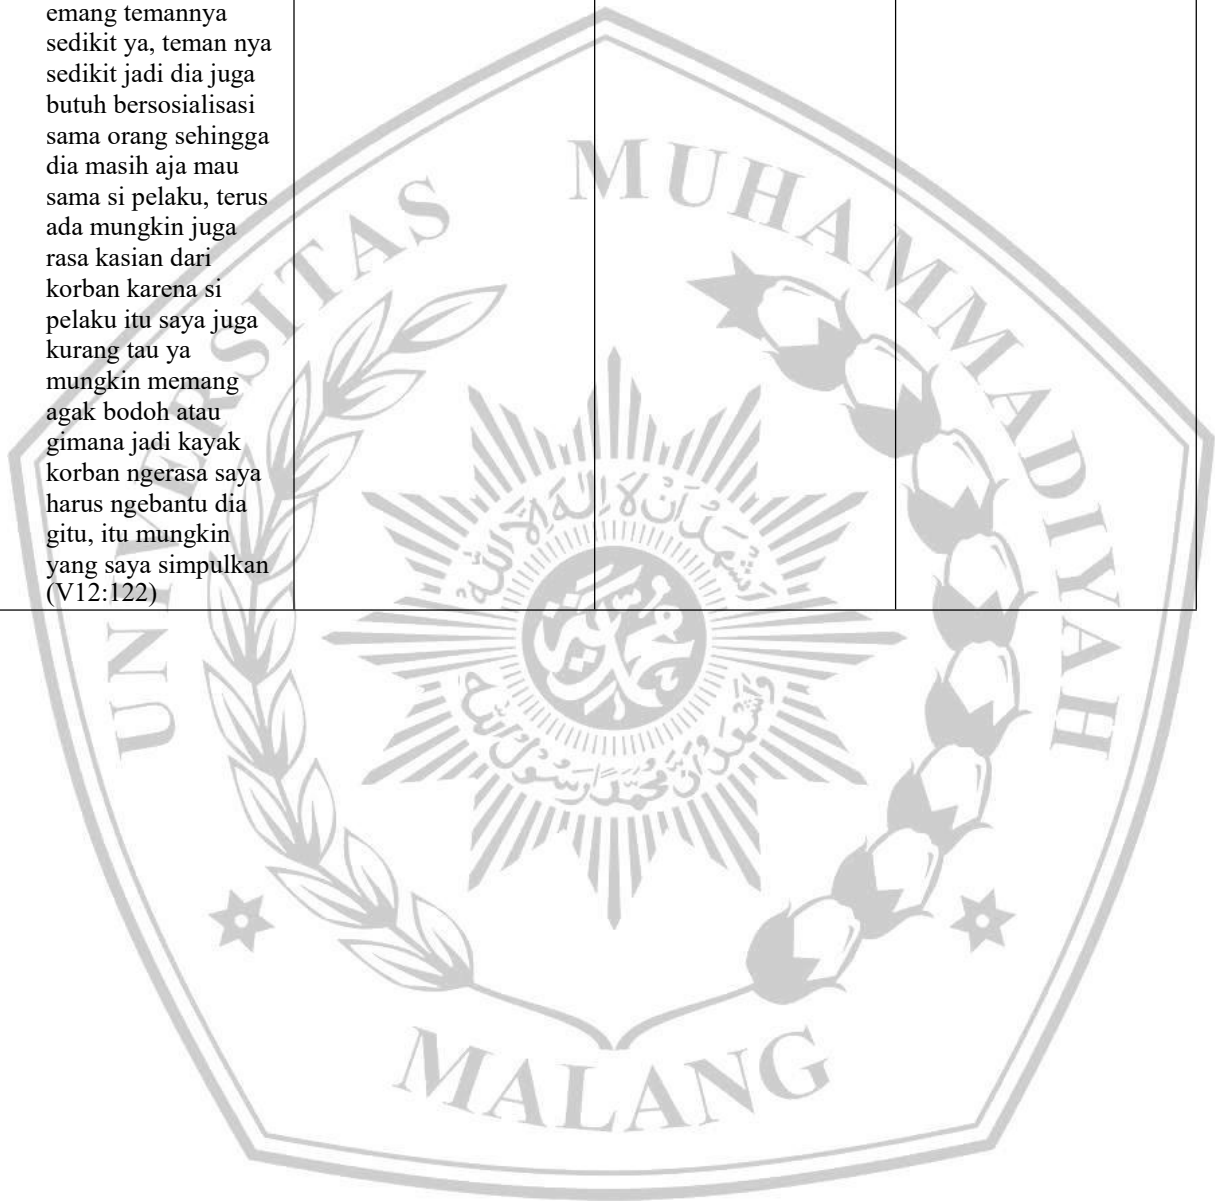 emang temannya
sedikit ya, teman nya
sedikit jadi dia juga
butuh bersosialisasi
sama orang sehingga
dia masih aja mau
sama si pelaku, terus
ada mungkin juga
rasa kasian dari
korban karena si
pelaku itu saya juga
kurang tau ya
mungkin memang
agak bodoh atau
gimana jadi kayak
korban ngerasa saya
harus ngebantu dia
gitu, itu mungkin
yang saya simpulkan
(V12:122)
UNIVERSITAS MUHAMMADIYAH
MALANG